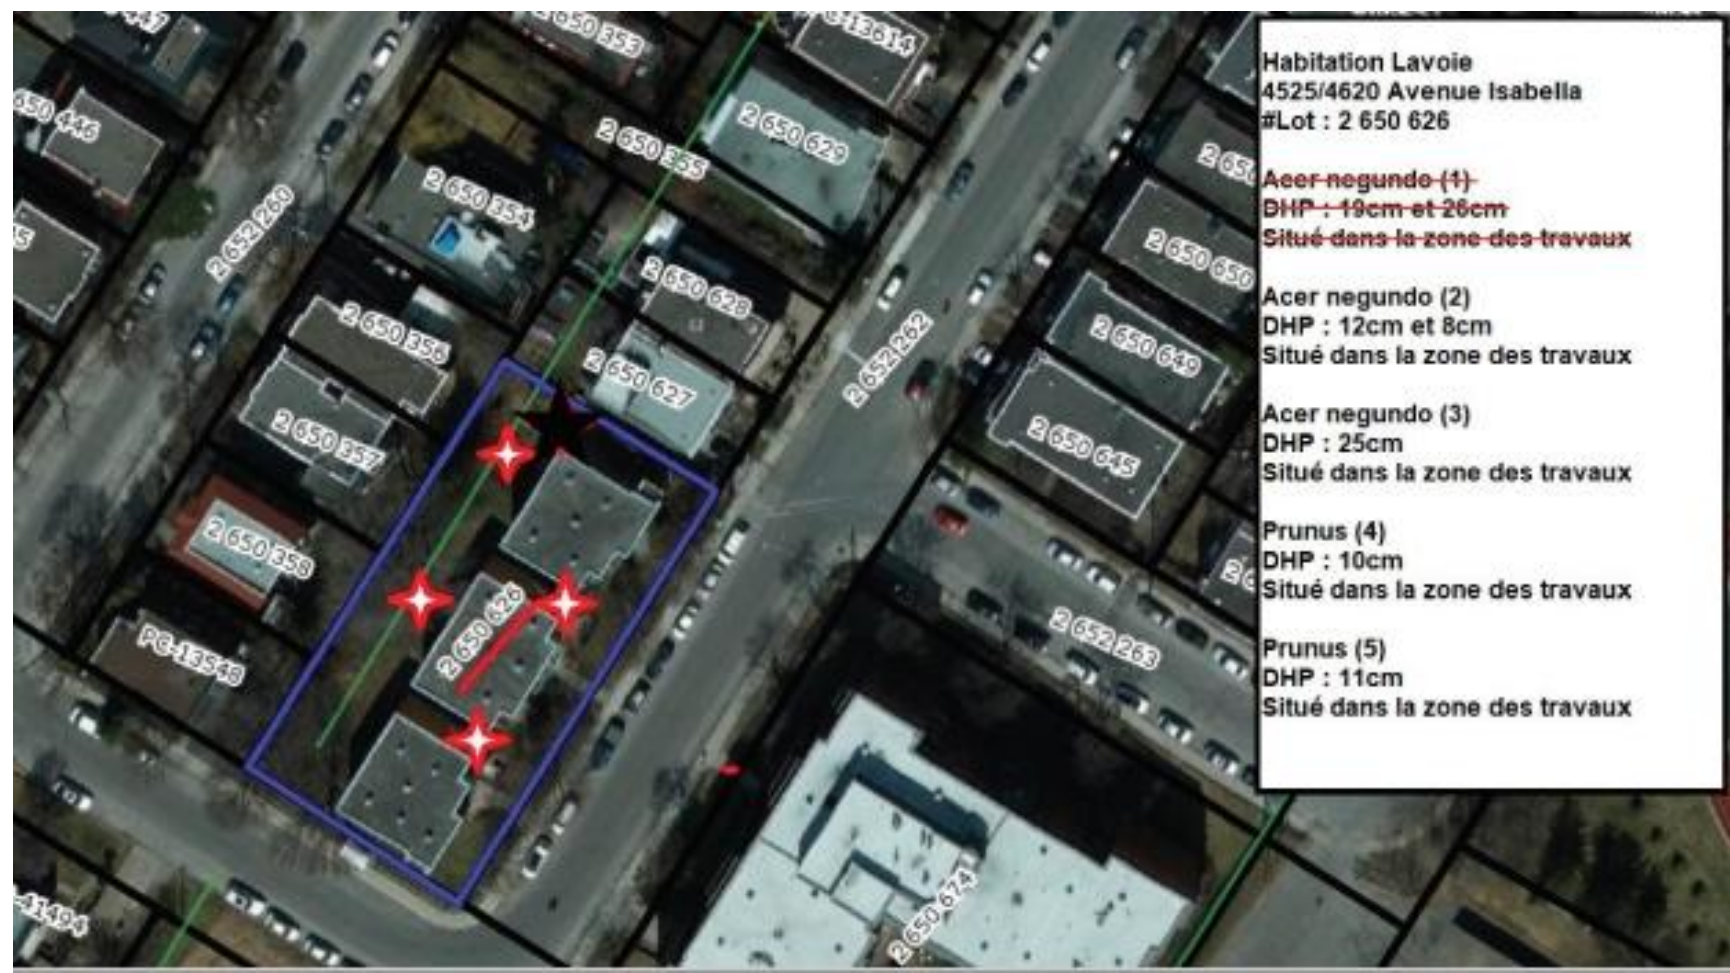 447
2 650 353
C-13614
650 446
2 650 355
2 650 629
2 650 354
2 652 260
2 650 628
2 650 650
2 650 356
2 650 627
2 652 262
2 650 649
2 650 357
2 650 645
2 650 358
2 650 626
2 652 263
PC-13548
-41494
2 650 674
Habitation Lavoie
4525/4620 Avenue Isabella
#Lot : 2 650 626
Acer negundo (1)
DHP : 19cm et 26cm
Situé dans la zone des travaux
Acer negundo (2)
DHP : 12cm et 8cm
Situé dans la zone des travaux
Acer negundo (3)
DHP : 25cm
Situé dans la zone des travaux
Prunus (4)
DHP : 10cm
Situé dans la zone des travaux
Prunus (5)
DHP : 11cm
Situé dans la zone des travaux